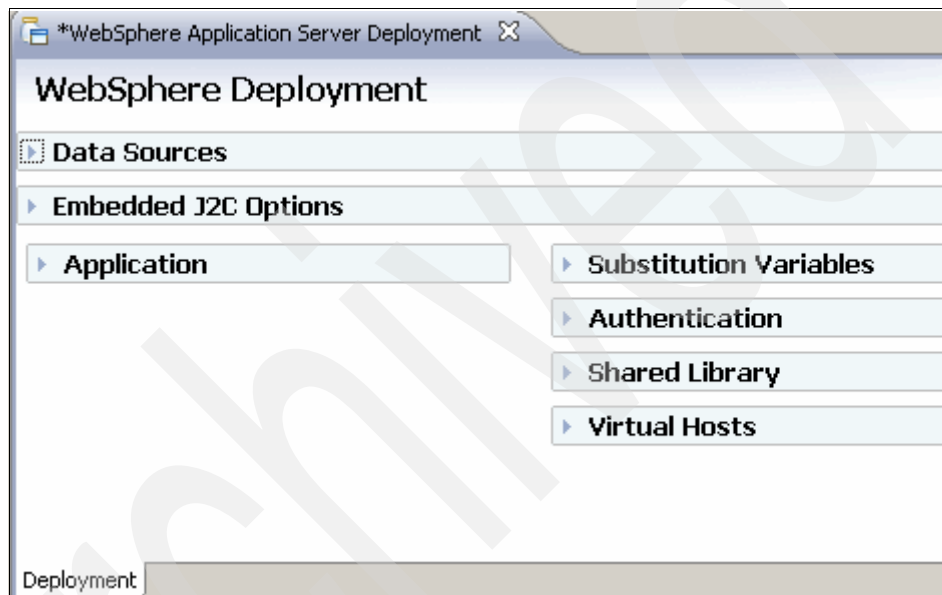 *WebSphere Application Server Deployment
WebSphere Deployment
Data Sources
Embedded J2C Options
Application
Substitution Variables
Authentication
Shared Library
Virtual Hosts
Deployment
Archived